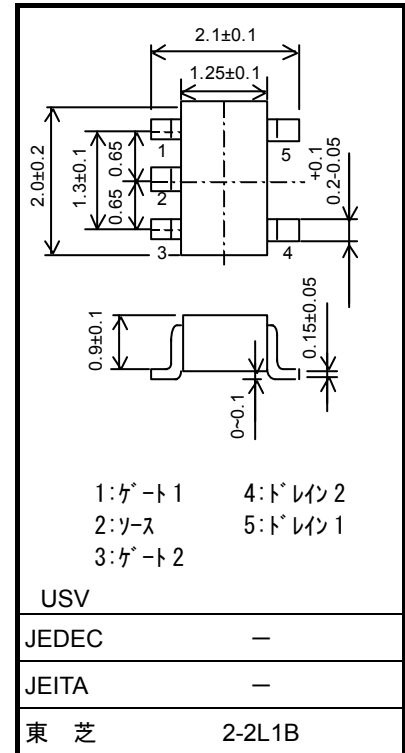 2.1±0.1
1.25±0.1
2.0±0.2
1.3±0.1
0.65
0.65
1
2
3
5
4
+0.1
0.2-0.05
0.9±0.1
0.15±0.05
0~0.1
1:ｹﾞｰﾄ 1 4:ﾄﾞﾚｲﾝ 2
2:ｿｰｽ 5:ﾄﾞﾚｲﾝ 1
3:ｹﾞｰﾄ 2
USV
JEDEC －
JEITA －
東 芝 2-2L1B